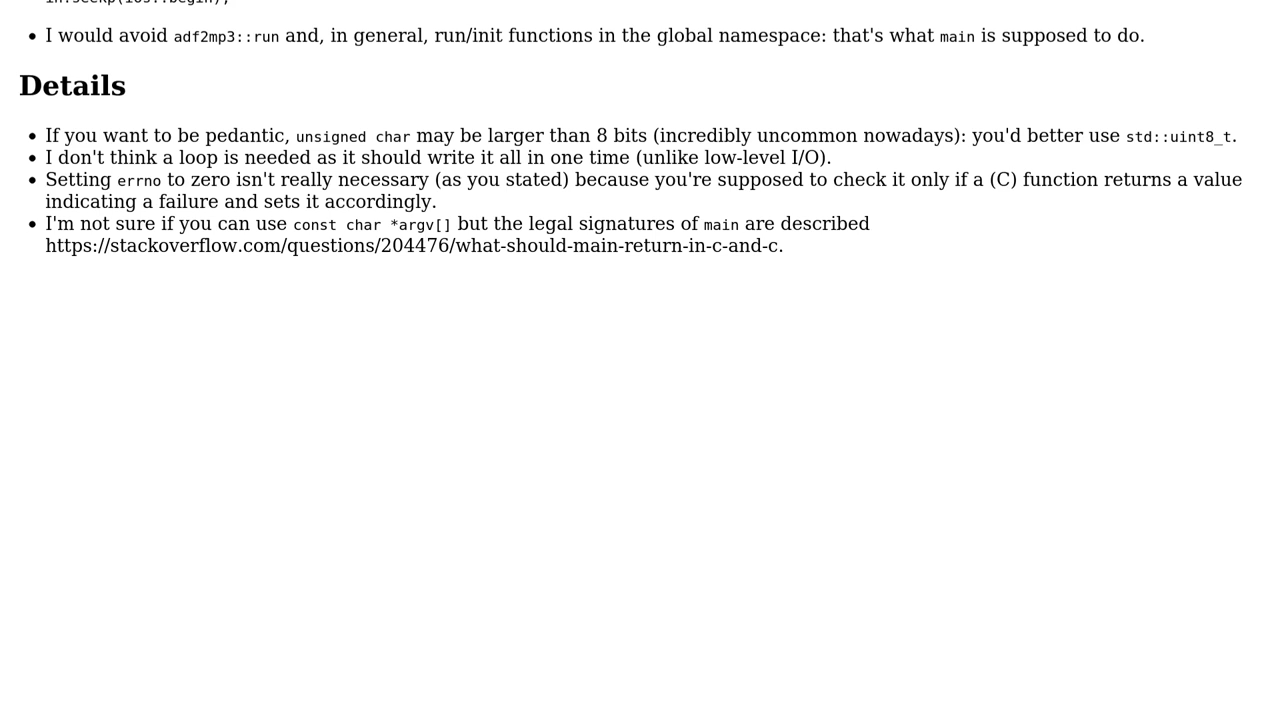 in.seekp(ios::begin);
• I would avoid adf2mp3::run and, in general, run/init functions in the global namespace: that's what main is supposed to do.
Details
• If you want to be pedantic, unsigned char may be larger than 8 bits (incredibly uncommon nowadays): you'd better use std::uint8_t.
• I don't think a loop is needed as it should write it all in one time (unlike low-level I/O).
• Setting errno to zero isn't really necessary (as you stated) because you're supposed to check it only if a (C) function returns a value
indicating a failure and sets it accordingly.
• I'm not sure if you can use const char *argv[] but the legal signatures of main are described
https://stackoverflow.com/questions/204476/what-should-main-return-in-c-and-c.